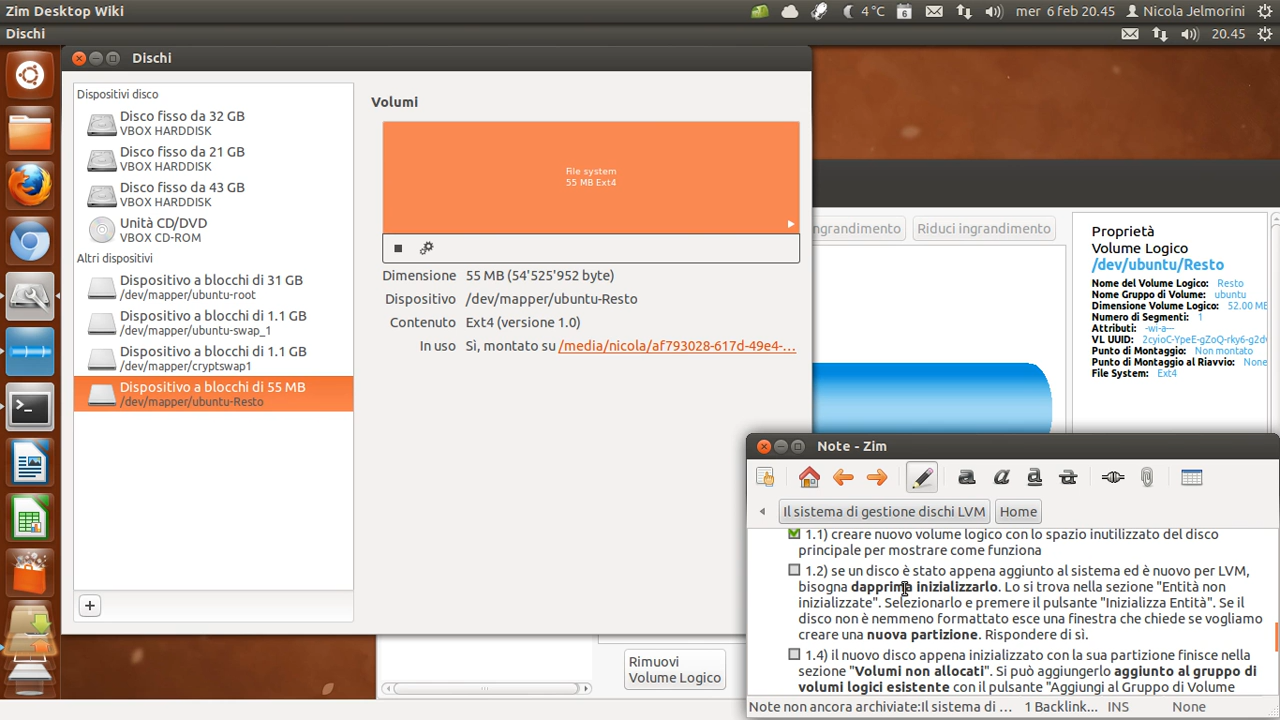 Zim Desktop Wiki
4 °C
6
mer 6 feb 20.45
Nicola Jelmorini
Dischi
20.45
Dischi
Dispositivi disco
Disco fisso da 32 GB
VBOX HARDDISK
Disco fisso da 21 GB
VBOX HARDDISK
Disco fisso da 43 GB
VBOX HARDDISK
Unità CD/DVD
VBOX CD-ROM
Altri dispositivi
Dispositivo a blocchi di 31 GB
/dev/mapper/ubuntu-root
Dispositivo a blocchi di 1.1 GB
/dev/mapper/ubuntu-swap_1
Dispositivo a blocchi di 1.1 GB
/dev/mapper/cryptswap1
Dispositivo a blocchi di 55 MB
/dev/mapper/ubuntu-Resto
Volumi
File system
55 MB Ext4
Dimensione 55 MB (54'525'952 byte)
Dispositivo /dev/mapper/ubuntu-Resto
Contenuto Ext4 (versione 1.0)
In uso Sì, montato su /media/nicola/af793028-617d-49e4-...
ngrandimento
Riduci ingrandimento
Proprietà
Volume Logico
/dev/ubuntu/Resto
Nome del Volume Logico: Resto
Nome Gruppo di Volume: ubuntu
Dimensione Volume Logico: 52.00 MB
Numero di Segmenti: 1
Attributi: -wi-a--
VL UUID: 2cyioC-YpeE-gZoQ-rky6-g2d
Punto di Montaggio: Non montato
Punto di Montaggio al Riavvio: None
File System: Ext4
Rimuovi
Volume Logico
Note - Zim
a a a a
Il sistema di gestione dischi LVM
Home
1.1) creare nuovo volume logico con lo spazio inutilizzato del disco
principale per mostrare come funziona
1.2) se un disco è stato appena aggiunto al sistema ed è nuovo per LVM,
bisogna dapprima inizializzarlo. Lo si trova nella sezione "Entità non
inizializzate". Selezionarlo e premere il pulsante "Inizializza Entità". Se il
disco non è nemmeno formattato esce una finestra che chiede se vogliamo
creare una nuova partizione. Rispondere di sì.
1.4) il nuovo disco appena inizializzato con la sua partizione finisce nella
sezione "Volumi non allocati". Si può aggiungerlo aggiunto al gruppo di
volumi logici esistente con il pulsante "Aggiungi al Gruppo di Volume
Note non ancora archiviate:Il sistema di ...
1 Backlink...
INS
None